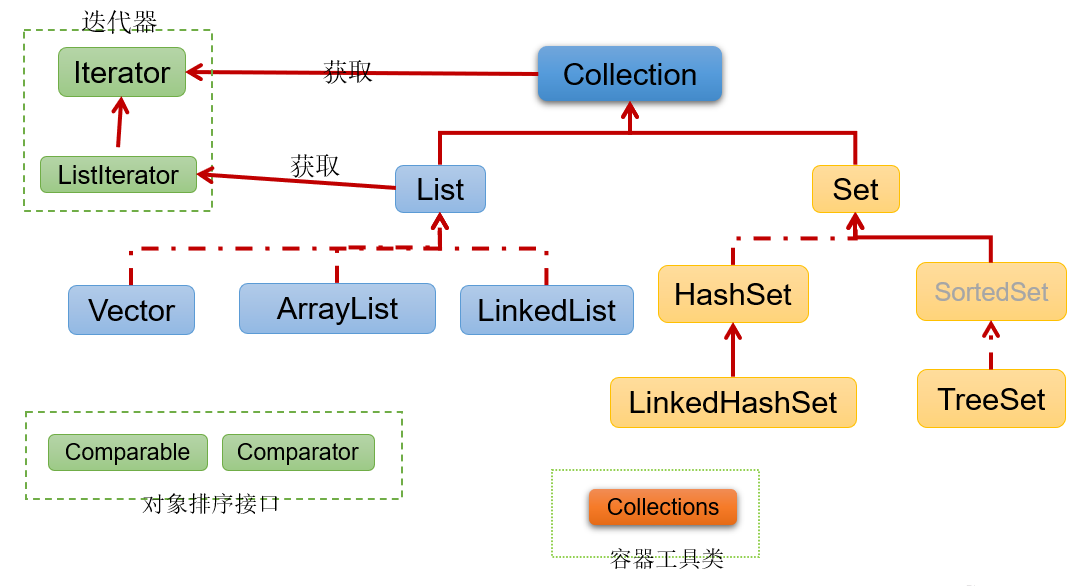 迭代器
Iterator
获取
Collection
ListIterator
获取
List
Set
Vector
ArrayList
LinkedList
HashSet
SortedSet
LinkedHashSet
TreeSet
Comparable
Comparator
对象排序接口
Collections
容器工具类